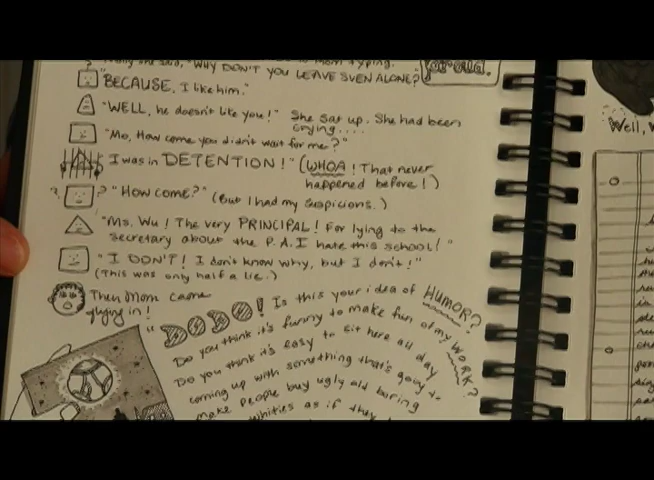 she said, "WHY DON'T YOU LEAVE SVEN ALONE?"
BECAUSE, I like him."
"WELL, he doesn't like you!" She sat up. She had been
crying....
"Mo, How come you didn't wait for me?"
I was in DETENTION!" (WHOA! That never
happened before!)
? ? "How come?" (But I had my suspicions.)
"Ms. Wu! The very PRINCIPAL! For lying to the
secretary about the P.A. I hate this school!"
"I DON'T! I don't know why, but I don't!"
(This was only half a lie.)
Then Mom came
flying in!
Is this your idea of HUMOR?
Do you think it's funny to make fun of my WORK?
Do you think it's easy to sit here all day
coming up with something that's going to
make people buy ugly old boring
whities as if they
Well,